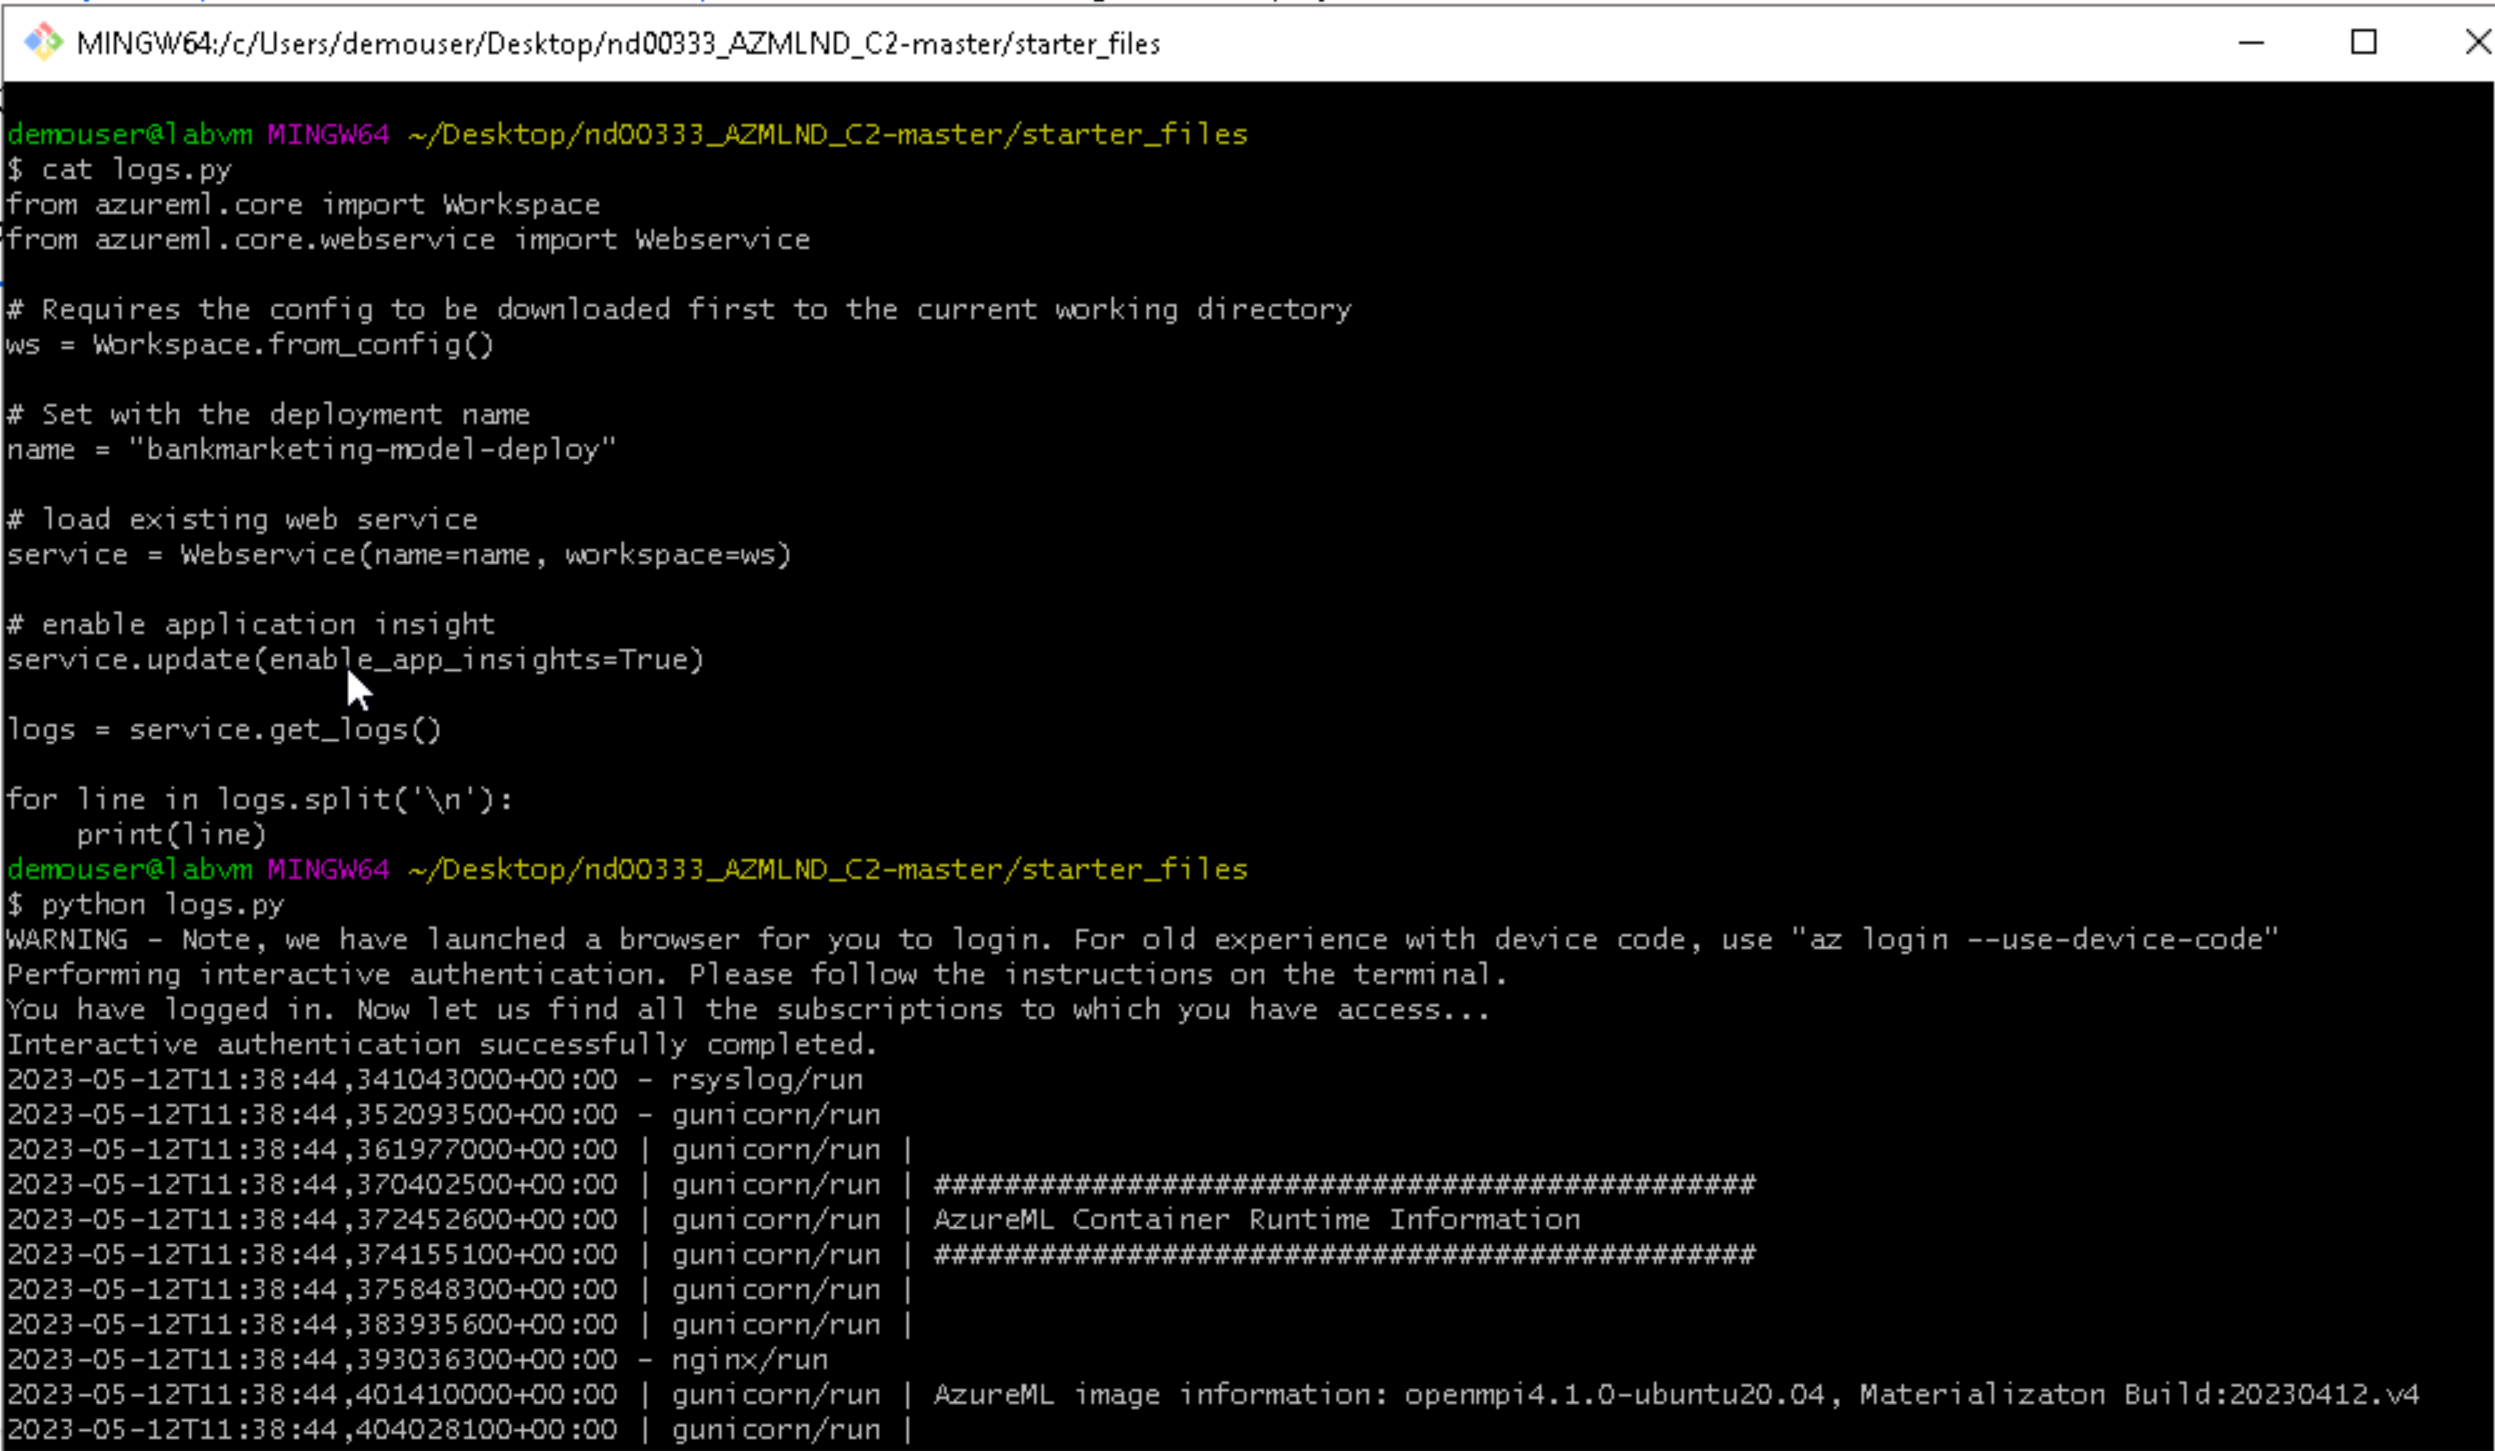 MINGW64:/c/Users/demouser/Desktop/nd00333_AZMLND_C2-master/starter_files
demouser@labvm MINGW64 ~/Desktop/nd00333_AZMLND_C2-master/starter_files
$ cat logs.py
from azureml.core import Workspace
from azureml.core.webservice import Webservice
# Requires the config to be downloaded first to the current working directory
ws = Workspace.from_config()
# Set with the deployment name
name = "bankmarketing-model-deploy"
# load existing web service
service = Webservice(name=name, workspace=ws)
# enable application insight
service.update(enable_app_insights=True)
logs = service.get_logs()
for line in logs.split('\n'):
    print(line)
demouser@labvm MINGW64 ~/Desktop/nd00333_AZMLND_C2-master/starter_files
$ python logs.py
WARNING - Note, we have launched a browser for you to login. For old experience with device code, use "az login --use-device-code"
Performing interactive authentication. Please follow the instructions on the terminal.
You have logged in. Now let us find all the subscriptions to which you have access...
Interactive authentication successfully completed.
2023-05-12T11:38:44,341043000+00:00 - rsyslog/run
2023-05-12T11:38:44,352093500+00:00 - gunicorn/run
2023-05-12T11:38:44,361977000+00:00 | gunicorn/run |
2023-05-12T11:38:44,370402500+00:00 | gunicorn/run | ###############################################
2023-05-12T11:38:44,372452600+00:00 | gunicorn/run | AzureML Container Runtime Information
2023-05-12T11:38:44,374155100+00:00 | gunicorn/run | ###############################################
2023-05-12T11:38:44,375848300+00:00 | gunicorn/run |
2023-05-12T11:38:44,383935600+00:00 | gunicorn/run |
2023-05-12T11:38:44,393036300+00:00 - nginx/run
2023-05-12T11:38:44,401410000+00:00 | gunicorn/run | AzureML image information: openmpi4.1.0-ubuntu20.04, Materializaton Build:20230412.v4
2023-05-12T11:38:44,404028100+00:00 | gunicorn/run |